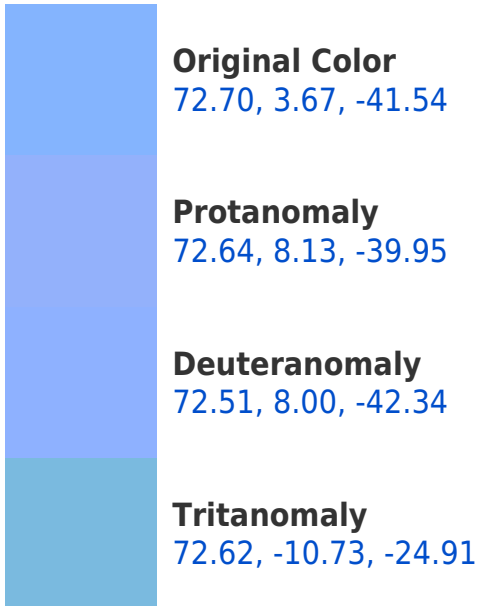 Original Color
72.70, 3.67, -41.54
Protanomaly
72.64, 8.13, -39.95
Deuteranomaly
72.51, 8.00, -42.34
Tritanomaly
72.62, -10.73, -24.91